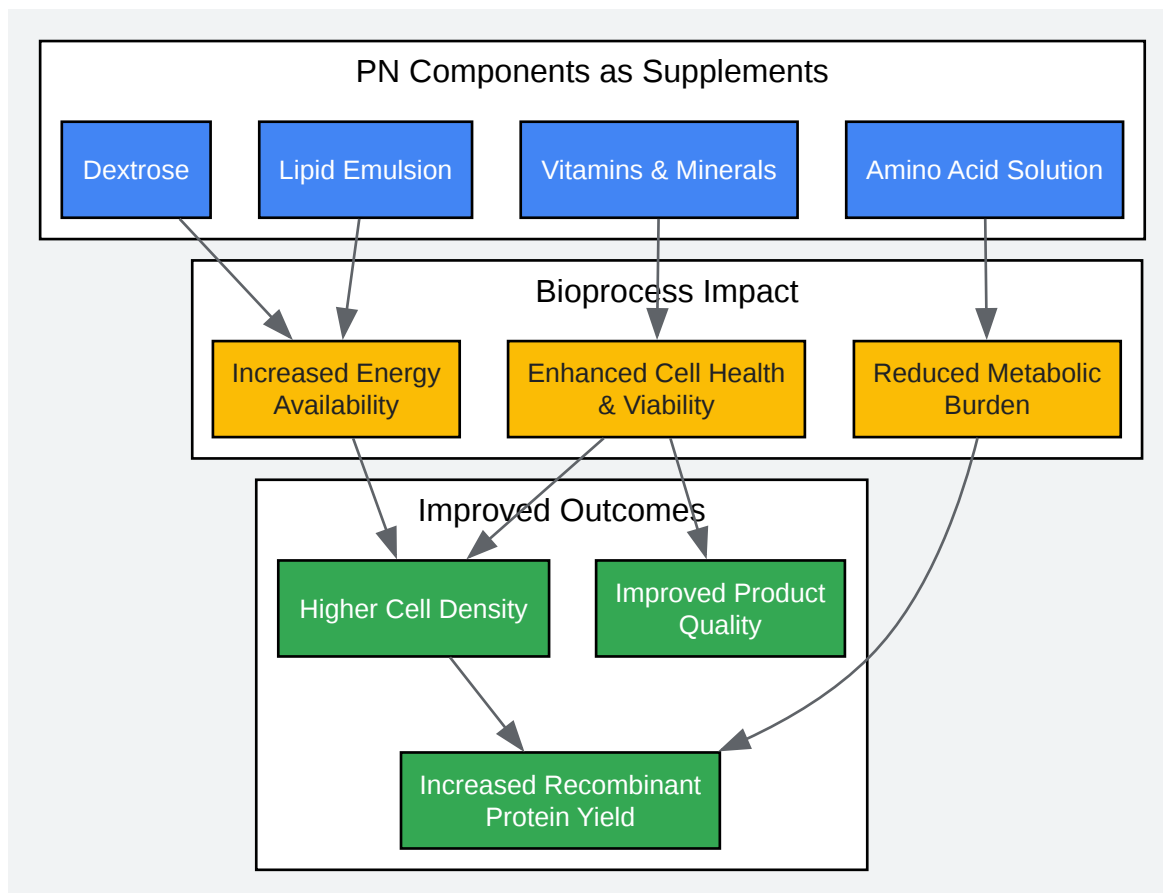 PN Components as Supplements
Dextrose
Lipid Emulsion
Vitamins & Minerals
Amino Acid Solution
Bioprocess Impact
Increased Energy
Availability
Enhanced Cell Health
& Viability
Reduced Metabolic
Burden
Improved Outcomes
Higher Cell Density
Improved Product
Quality
Increased Recombinant
Protein Yield